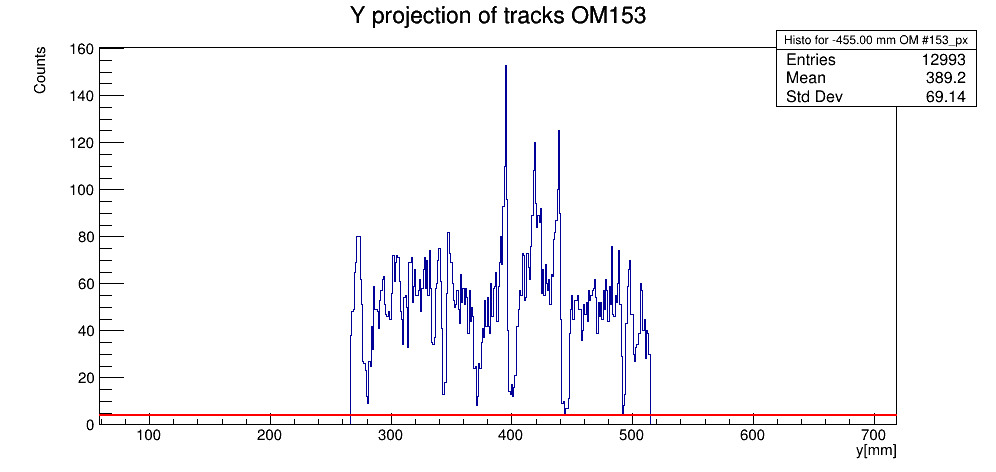 Y projection of tracks OM153
Histo for -455.00 mm OM #153_px
Entries 12993
Mean 389.2
Std Dev 69.14
Counts
160
140
120
100
80
60
40
20
0
100 200 300 400 500 600 700
y[mm]